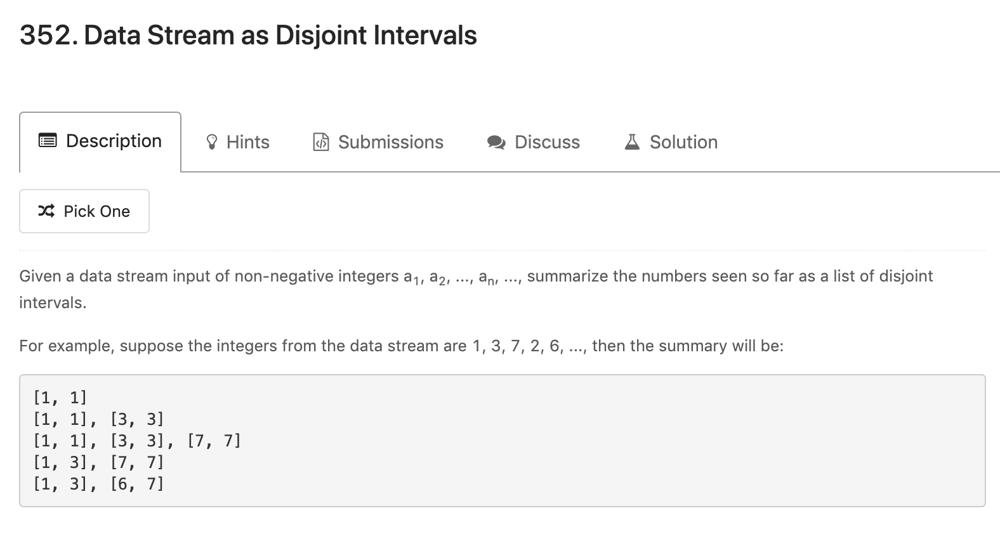 352. Data Stream as Disjoint Intervals
Description
Hints
Submissions
Discuss
Solution
Pick One
Given a data stream input of non-negative integers a1, a2, ..., an, ..., summarize the numbers seen so far as a list of disjoint
intervals.
For example, suppose the integers from the data stream are 1, 3, 7, 2, 6, ..., then the summary will be:
[1, 1]
[1, 1], [3, 3]
[1, 1], [3, 3], [7, 7]
[1, 3], [7, 7]
[1, 3], [6, 7]